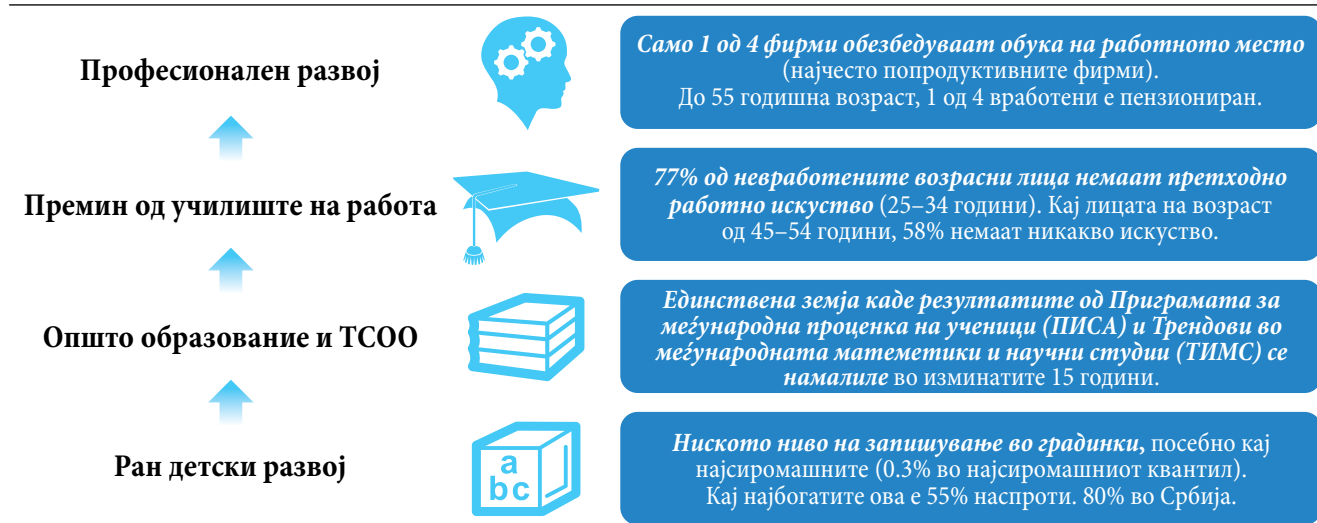 Професионален развој
Само 1 од 4 фирми обезбедуваат обука на работното место
(најчесто попродуктивните фирми).
До 55 годишна возраст, 1 од 4 вработени е пензиониран.
Премин од училиште на работа
77% од невработените возрасни лица немаат претходно
работно искуство (25–34 години). Кај лицата на возраст
од 45–54 години, 58% немаат никакво искуство.
Општо образование и ТСОО
Единствена земја каде резултатите од Приграмата за
меѓународна проценка на ученици (ПИСА) и Трендови во
меѓународната матеметики и научни студии (ТИМС) се
намалиле во изминатите 15 години.
Ран детски развој
a
bc
Ниското ниво на запишување во градинки, посебно кај
најсиромашните (0.3% во најсиромашниот квантил).
Кај најбогатите ова е 55% наспроти. 80% во Србија.